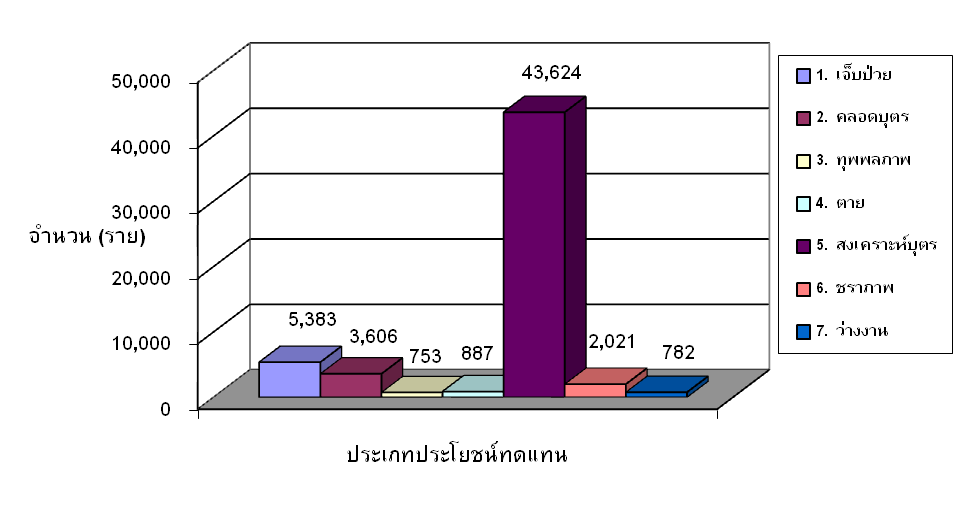 50,000
40,000
30,000
20,000
10,000
0
จำนวน (ราย)
5,383
3,606
753
887
43,624
2,021
782
ประเภทประโยชน์ทดแทน
1. เจ็บป่วย
2. คลอดบุตร
3. ทุพพลภาพ
4. ตาย
5. สงเคราะห์บุตร
6. ชราภาพ
7. ว่างงาน